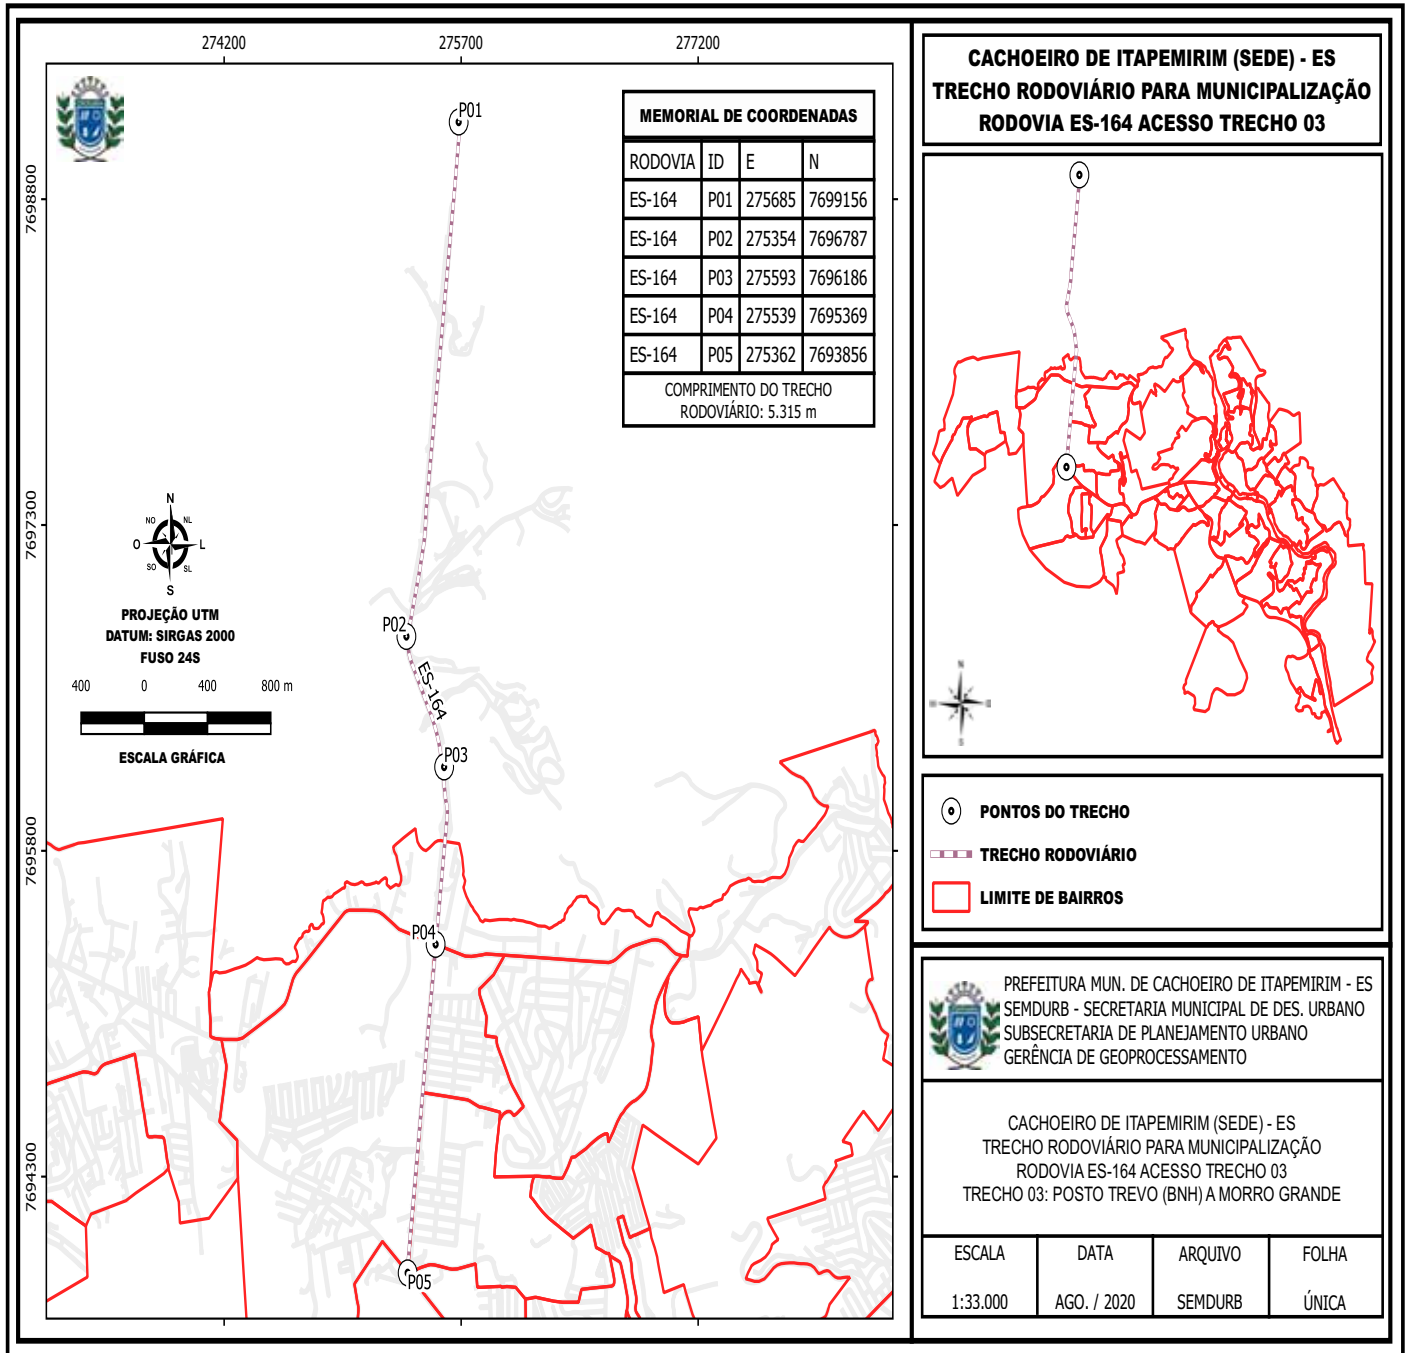 274200 275700 277200
7698800
7697300
7695800
7694300
P01
P02
ES-164
P03
P04
P05
MEMORIAL DE COORDENADAS
RODOVIA ID E N
ES-164 P01 275685 7699156
ES-164 P02 275354 7696787
ES-164 P03 275593 7696186
ES-164 P04 275539 7695369
ES-164 P05 275362 7693856
COMPRIMENTO DO TRECHO
RODOVIÁRIO: 5.315 m
N
NO NL
O L
SO SL
S
PROJEÇÃO UTM
DATUM: SIRGAS 2000
FUSO 24S
400 0 400 800 m
ESCALA GRÁFICA
CACHOEIRO DE ITAPEMIRIM (SEDE) - ES
TRECHO RODOVIÁRIO PARA MUNICIPALIZAÇÃO
RODOVIA ES-164 ACESSO TRECHO 03
N
S
PONTOS DO TRECHO
TRECHO RODOVIÁRIO
LIMITE DE BAIRROS
PREFEITURA MUN. DE CACHOEIRO DE ITAPEMIRIM - ES
SEMDURB - SECRETARIA MUNICIPAL DE DES. URBANO
SUBSECRETARIA DE PLANEJAMENTO URBANO
GERÊNCIA DE GEOPROCESSAMENTO
CACHOEIRO DE ITAPEMIRIM (SEDE) - ES
TRECHO RODOVIÁRIO PARA MUNICIPALIZAÇÃO
RODOVIA ES-164 ACESSO TRECHO 03
TRECHO 03: POSTO TREVO (BNH) A MORRO GRANDE
ESCALA DATA ARQUIVO FOLHA
1:33.000 AGO. / 2020 SEMDURB ÚNICA